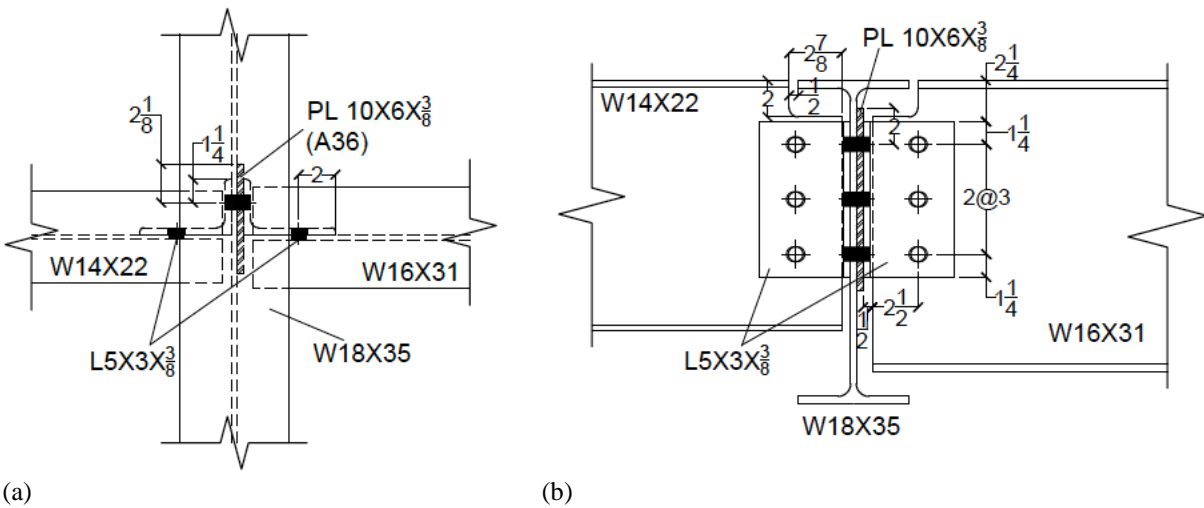 2 1/8
1 1/4
PL 10X6X3/8
(A36)
2
W14X22
W16X31
L5X3X3/8
W18X35
(a)
2 7/8
PL 10X6X3/8
2 1/4
W14X22
2
1/2
2
1 1/4
2@3
1/2
2 1/2
1 1/4
L5X3X3/8
W16X31
W18X35
(b)